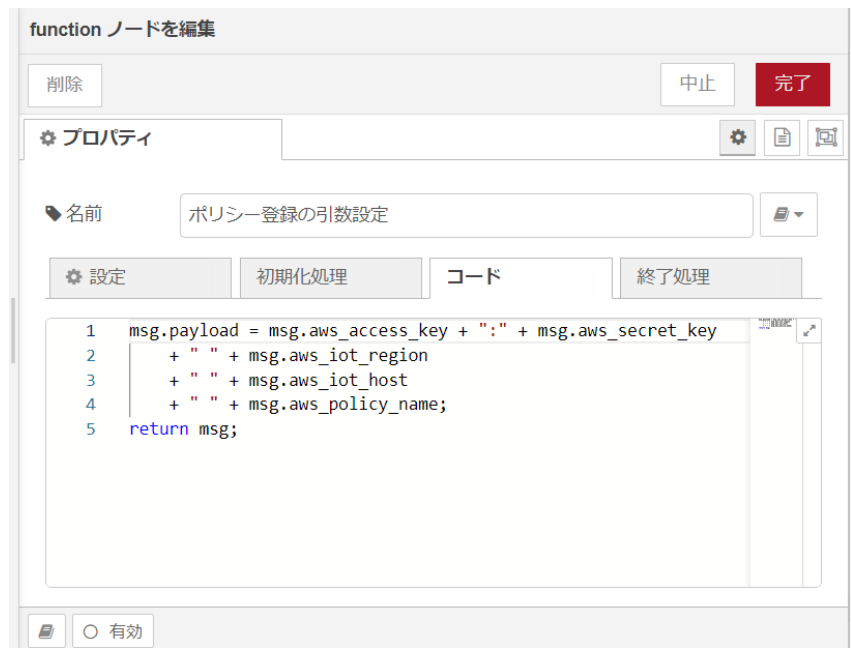 function ノードを編集
削除
中止
完了
プロパティ
名前
ポリシー登録の引数設定
設定
初期化処理
コード
終了処理
1 msg.payload = msg.aws_access_key + ":" + msg.aws_secret_key
2 + " " + msg.aws_iot_region
3 + " " + msg.aws_iot_host
4 + " " + msg.aws_policy_name;
5 return msg;
有効